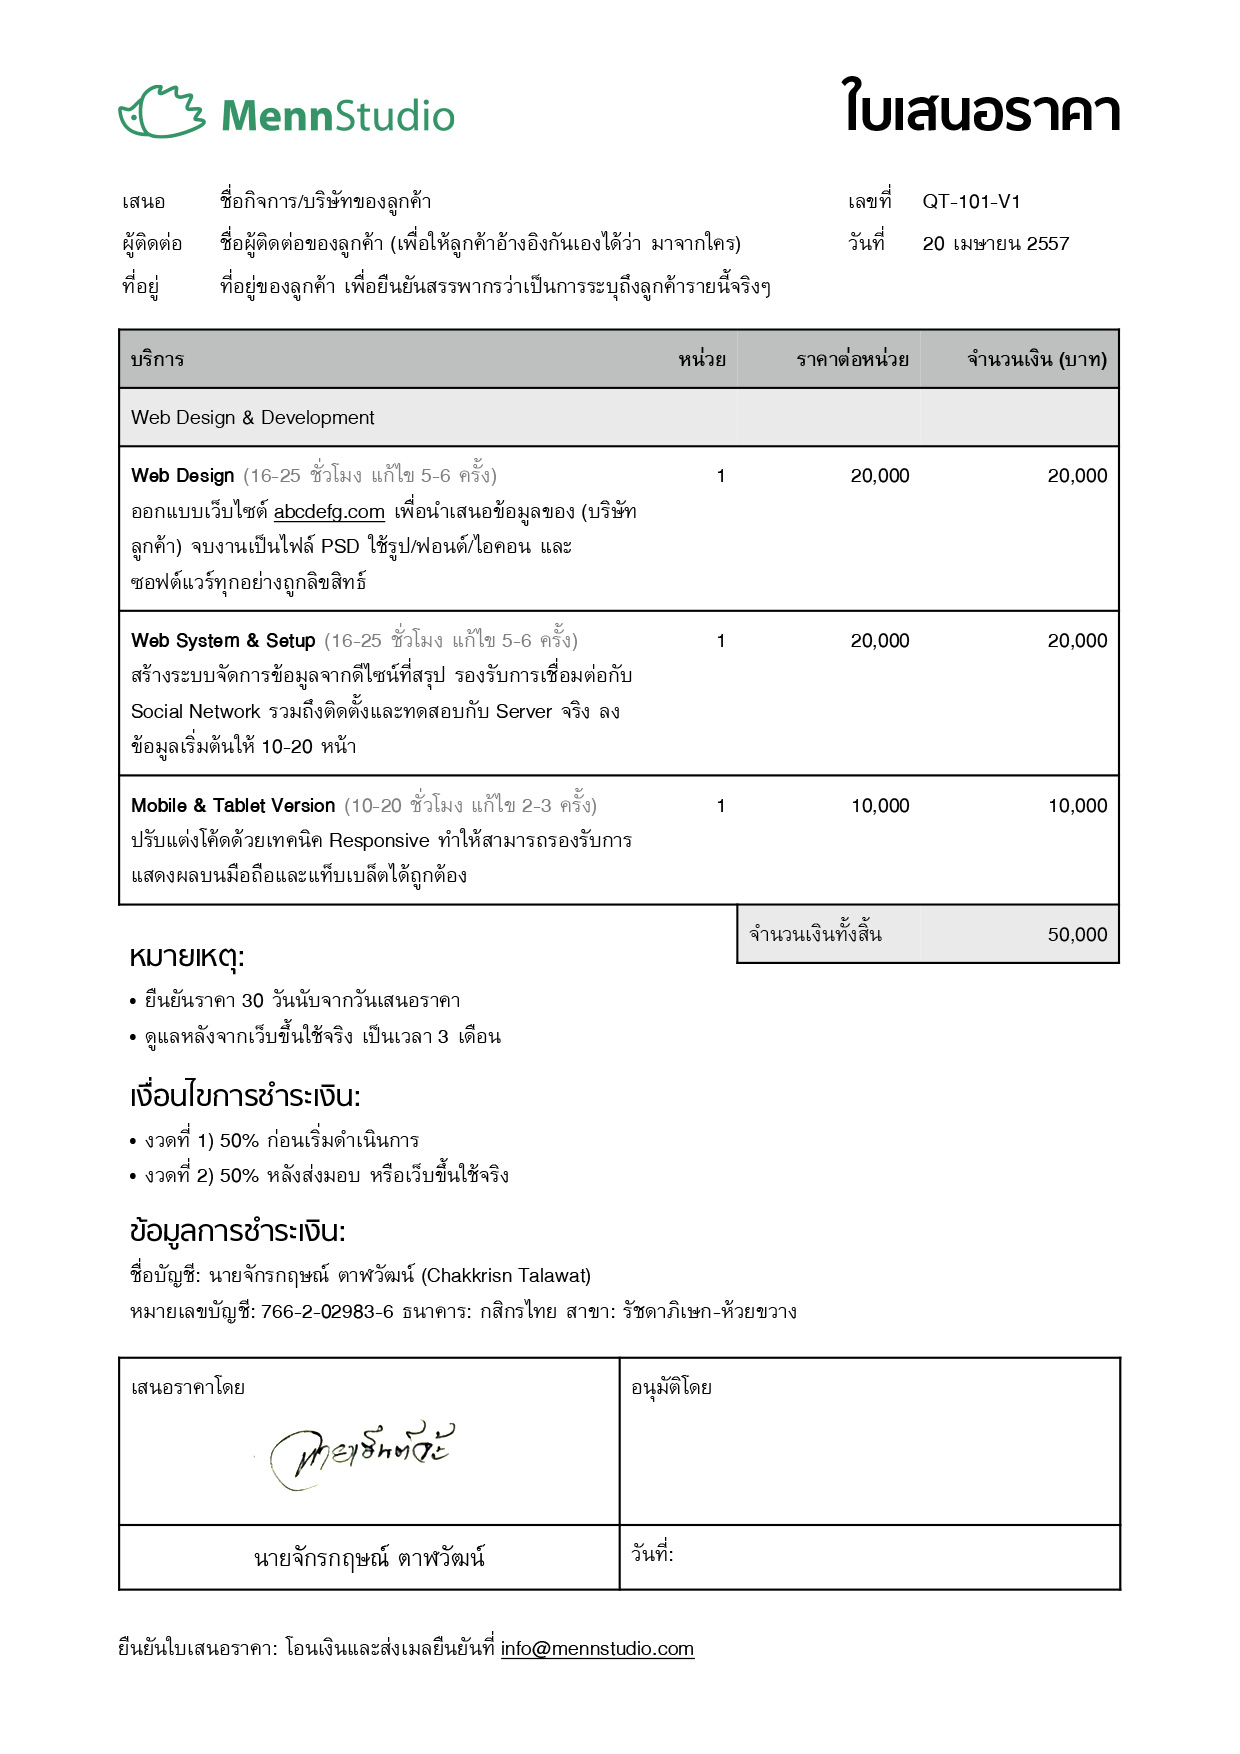 MennStudio
ใบเสนอราคา
เสนอ ชื่อกิจการ/บริษัทของลูกค้า เลขที่ QT-101-V1
ผู้ติดต่อ ชื่อผู้ติดต่อของลูกค้า (เพื่อให้ลูกค้าอ้างอิงกันเองได้ว่า มาจากใคร) วันที่ 20 เมษายน 2557
ที่อยู่ ที่อยู่ของลูกค้า เพื่อยืนยันสรรพากรว่าเป็นการระบุถึงลูกค้ารายนี้จริงๆ
บริการ หน่วย ราคาต่อหน่วย จำนวนเงิน (บาท)
Web Design & Development
Web Design (16-25 ชั่วโมง แก้ไข 5-6 ครั้ง) 1 20,000 20,000
ออกแบบเว็บไซต์ abcdefg.com เพื่อนำเสนอข้อมูลของ (บริษัท
ลูกค้า) จบงานเป็นไฟล์ PSD ใช้รูป/ฟอนต์/ไอคอน และ
ซอฟต์แวร์ทุกอย่างถูกลิขสิทธ์
Web System & Setup (16-25 ชั่วโมง แก้ไข 5-6 ครั้ง) 1 20,000 20,000
สร้างระบบจัดการข้อมูลจากดีไซน์ที่สรุป รองรับการเชื่อมต่อกับ
Social Network รวมถึงติดตั้งและทดสอบกับ Server จริง ลง
ข้อมูลเริ่มต้นให้ 10-20 หน้า
Mobile & Tablet Version (10-20 ชั่วโมง แก้ไข 2-3 ครั้ง) 1 10,000 10,000
ปรับแต่งโค้ดด้วยเทคนิค Responsive ทำให้สามารถรองรับการ
แสดงผลบนมือถือและแท็บเบล็ตได้ถูกต้อง
จำนวนเงินทั้งสิ้น 50,000
หมายเหตุ:
• ยืนยันราคา 30 วันนับจากวันเสนอราคา
• ดูแลหลังจากเว็บขึ้นใช้จริง เป็นเวลา 3 เดือน
เงื่อนไขการชำระเงิน:
• งวดที่ 1) 50% ก่อนเริ่มดำเนินการ
• งวดที่ 2) 50% หลังส่งมอบ หรือเว็บขึ้นใช้จริง
ข้อมูลการชำระเงิน:
ชื่อบัญชี: นายจักรกฤษณ์ ตาฬวัฒน์ (Chakkrisn Talawat)
หมายเลขบัญชี: 766-2-02983-6 ธนาคาร: กสิกรไทย สาขา: รัชดาภิเษก-ห้วยขวาง
เสนอราคาโดย อนุมัติโดย
นายจักรกฤษณ์ ตาฬวัฒน์ วันที่:
ยืนยันใบเสนอราคา: โอนเงินและส่งเมลยืนยันที่ info@mennstudio.com